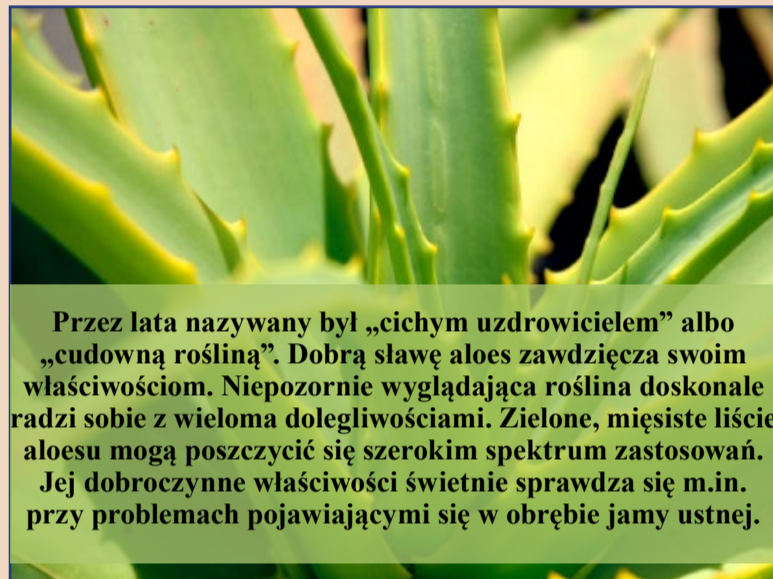 Przez lata nazywany był „cichym uzdrowicielem” albo
„cudowną rośliną”. Dobrą sławę aloes zawdzięcza swoim
właściwościom. Niepozornie wyglądająca roślina doskonale
radzi sobie z wieloma dolegliwościami. Zielone, mięsiste liście
aloesu mogą poszczycić się szerokim spektrum zastosowań.
Jej dobroczynne właściwości świetnie sprawdza się m.in.
przy problemach pojawiającymi się w obrębie jamy ustnej.